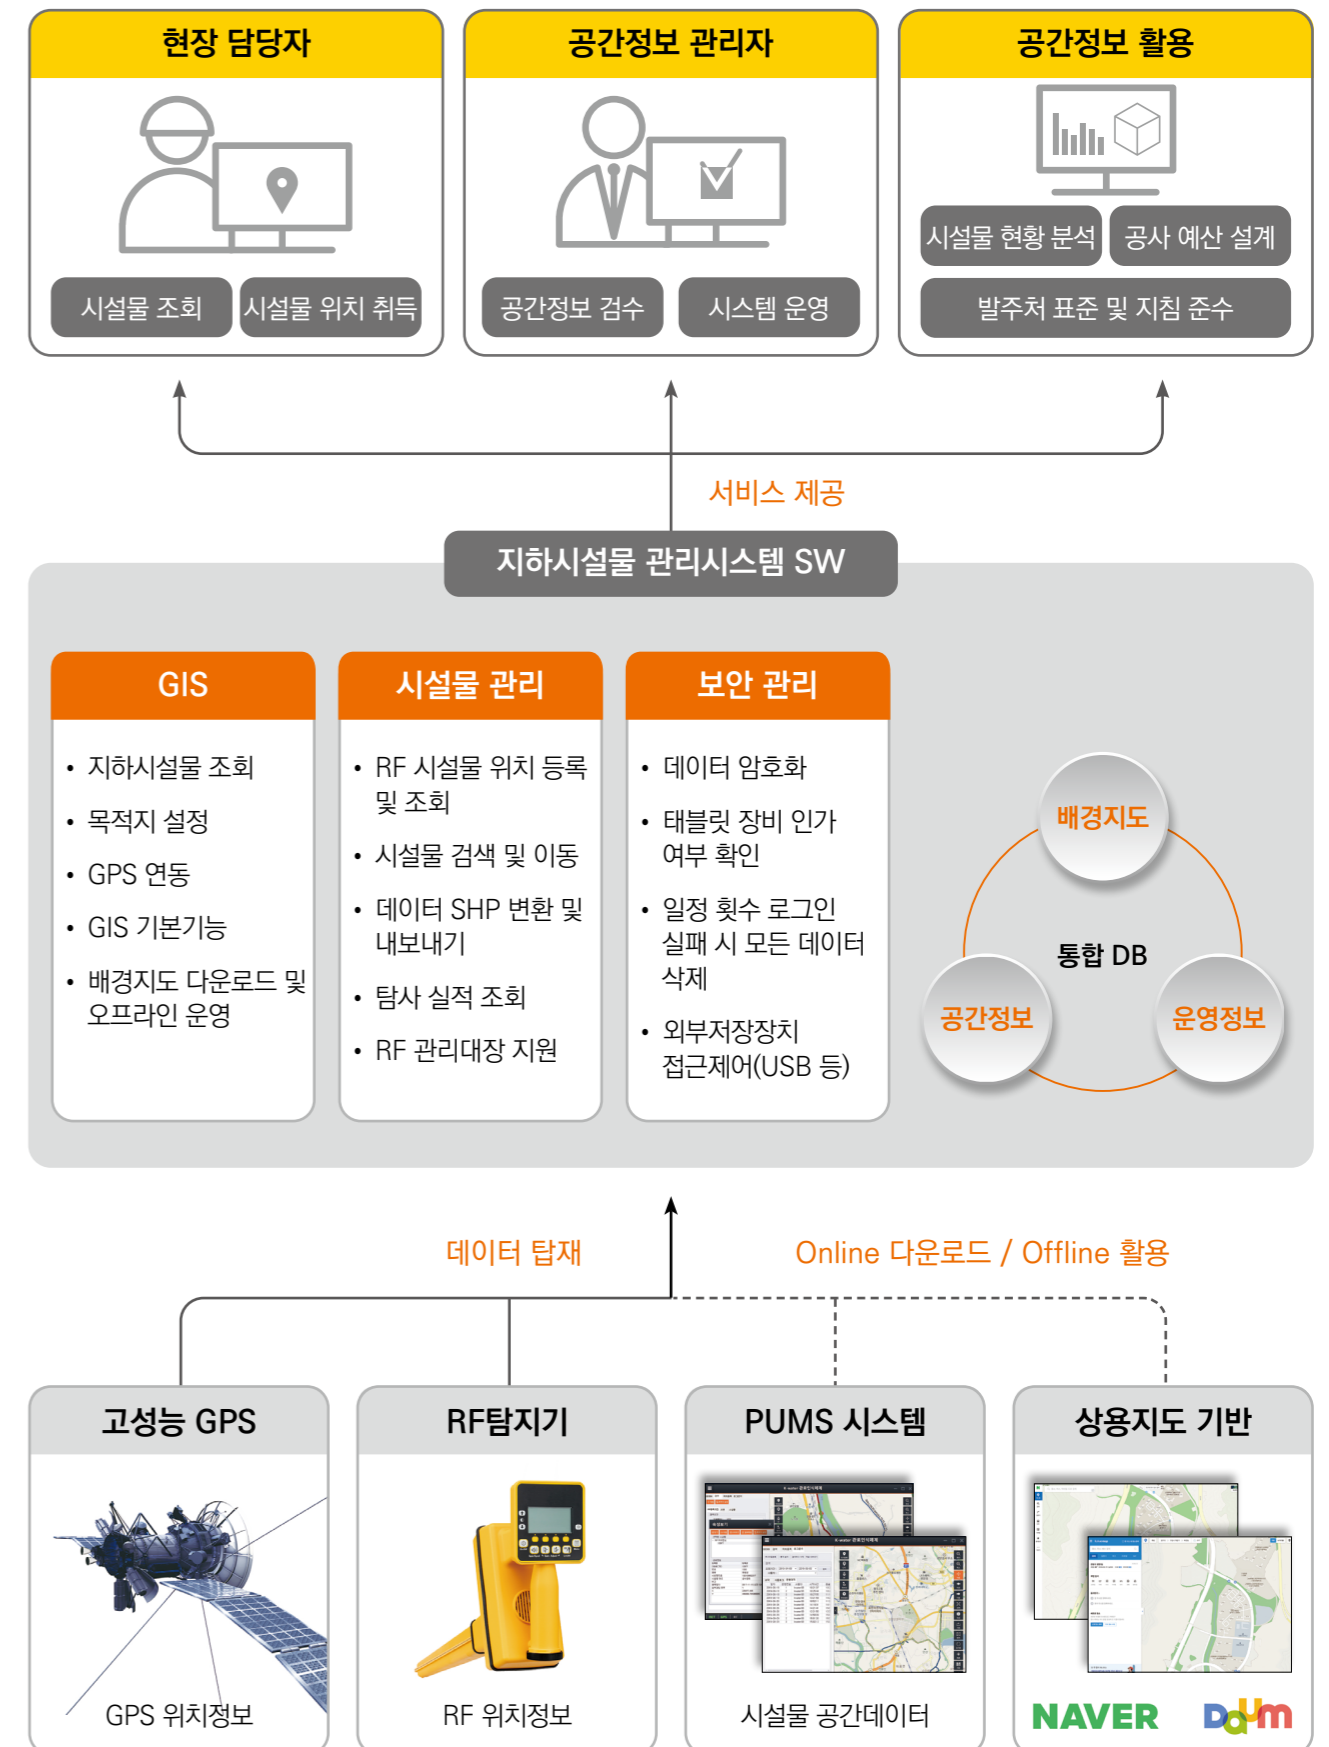 현장 담당자
시설물 조회
시설물 위치 취득
공간정보 관리자
공간정보 검수
시스템 운영
공간정보 활용
시설물 현황 분석
공사 예산 설계
발주처 표준 및 지침 준수
서비스 제공
지하시설물 관리시스템 SW
GIS
• 지하시설물 조회
• 목적지 설정
• GPS 연동
• GIS 기본기능
• 배경지도 다운로드 및
오프라인 운영
시설물 관리
• RF 시설물 위치 등록
및 조회
• 시설물 검색 및 이동
• 데이터 SHP 변환 및
내보내기
• 탐사 실적 조회
• RF 관리대장 지원
보안 관리
• 데이터 암호화
• 태블릿 장비 인가
여부 확인
• 일정 횟수 로그인
실패 시 모든 데이터
삭제
• 외부저장장치
접근제어(USB 등)
배경지도
통합 DB
공간정보
운영정보
데이터 탑재
Online 다운로드 / Offline 활용
고성능 GPS
GPS 위치정보
RF탐지기
RF 위치정보
PUMS 시스템
시설물 공간데이터
상용지도 기반
NAVER
Daum